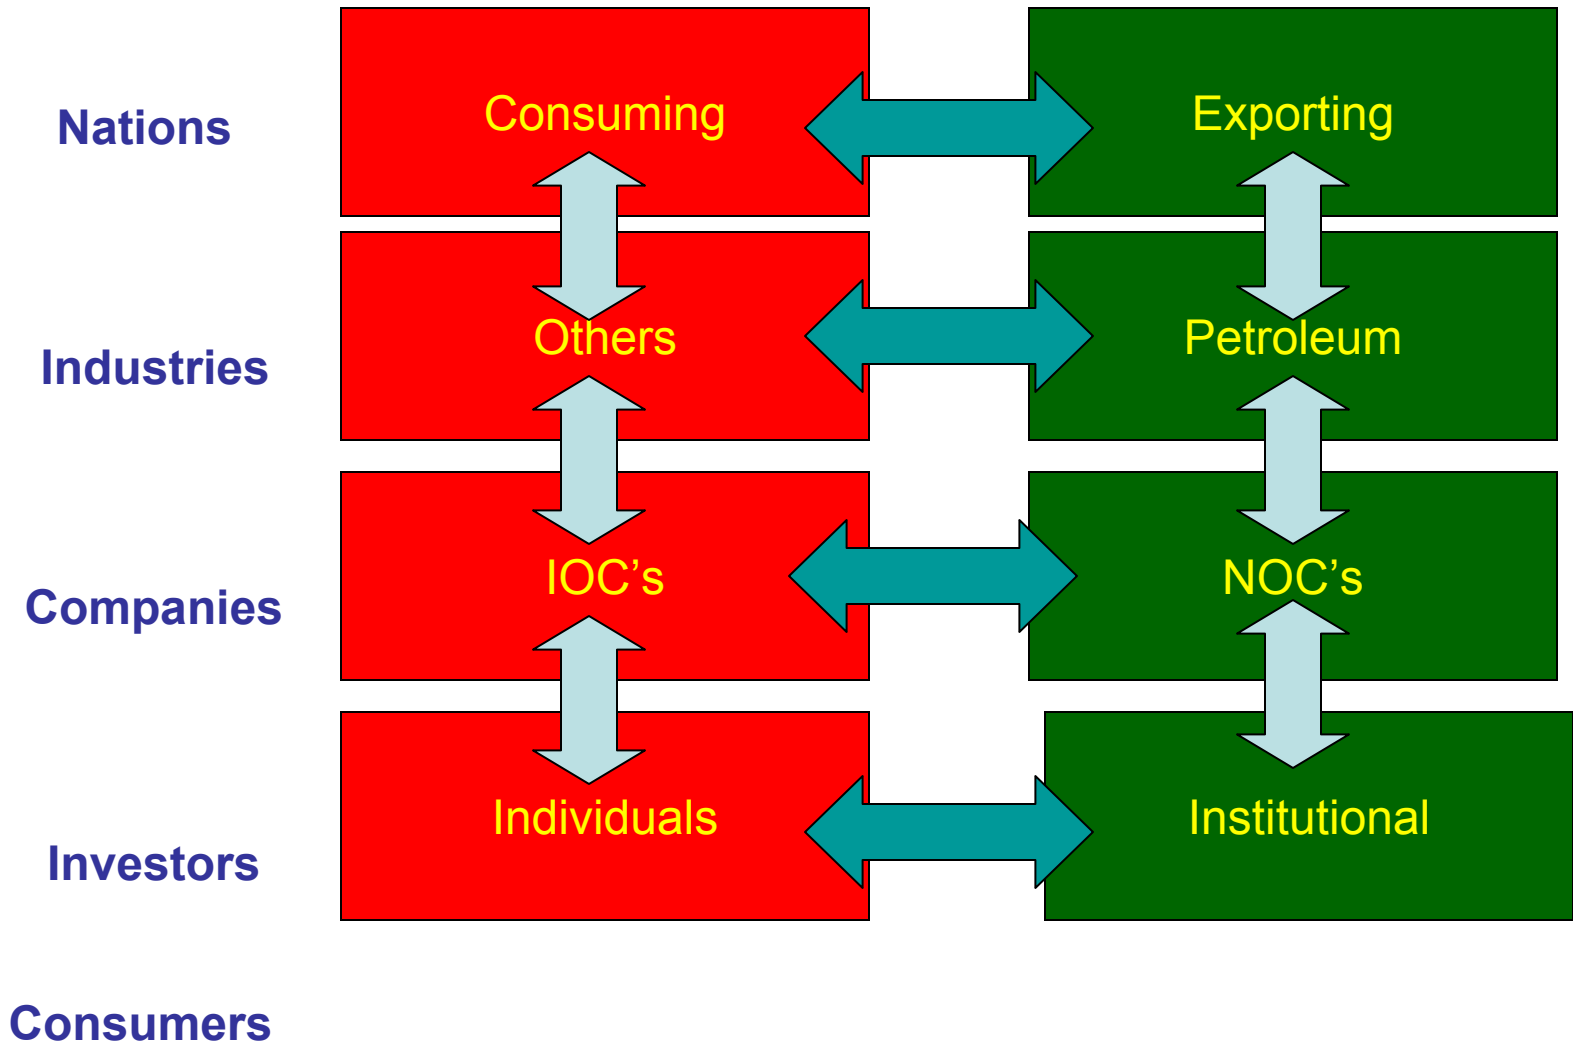 Nations
Consuming
Exporting
Industries
Others
Petroleum
Companies
IOC’s
NOC’s
Investors
Individuals
Institutional
Consumers